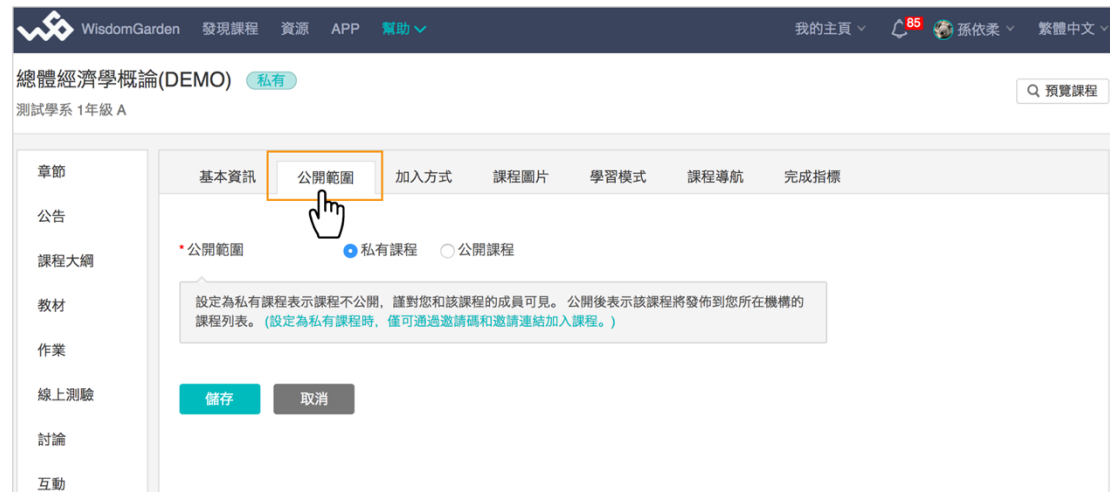 WisdomGarden 發現課程 資源 APP 幫助 我的主頁 85 孫依柔 繁體中文
總體經濟學概論(DEMO) 私有
測試學系 1年級 A
預覽課程
章節
公告
課程大綱
教材
作業
線上測驗
討論
互動
基本資訊 公開範圍 加入方式 課程圖片 學習模式 課程導航 完成指標
*公開範圍 私有課程 公開課程
設定為私有課程表示課程不公開，謹對您和該課程的成員可見。 公開後表示該課程將發佈到您所在機構的
課程列表。(設定為私有課程時，僅可通過邀請碼和邀請連結加入課程。)
儲存 取消